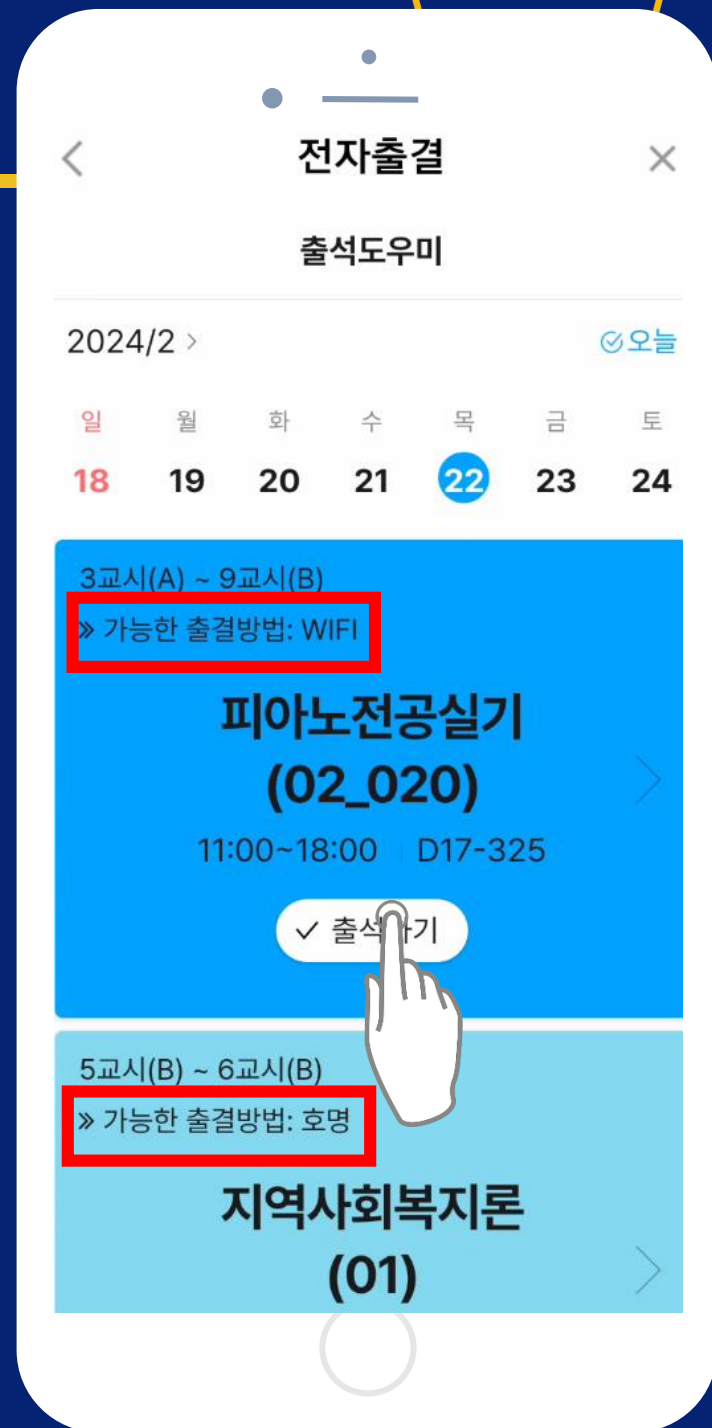 전자출결
출석도우미
2024/2 >
오늘
일 월 화 수 목 금 토
18 19 20 21 22 23 24
3교시(A) ~ 9교시(B)
» 가능한 출결방법: WIFI
피아노전공실기
(02_020)
11:00~18:00 | D17-325
✓ 출석하기
5교시(B) ~ 6교시(B)
» 가능한 출결방법: 호명
지역사회복지론
(01)